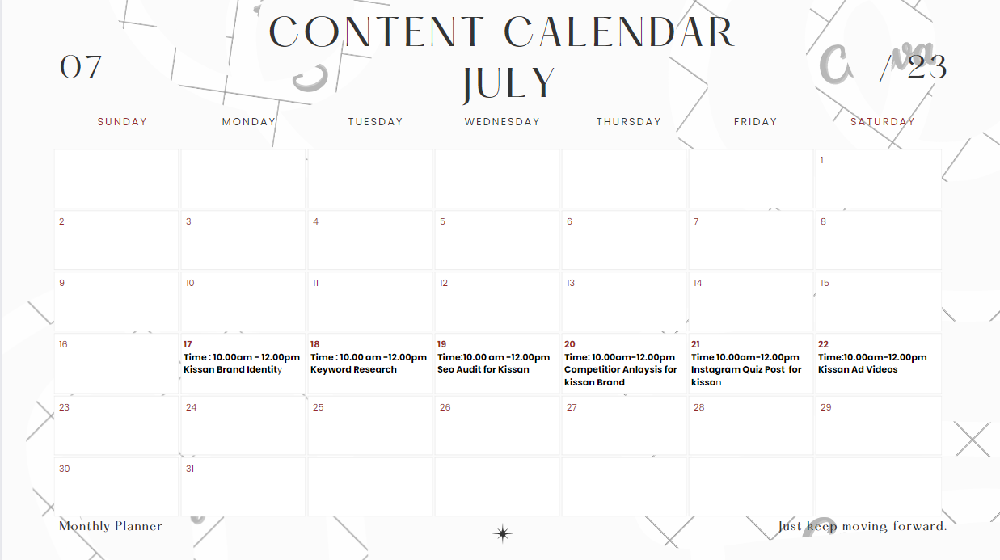 CONTENT CALENDAR
JULY
07
/ 23
Canva
SUNDAY MONDAY TUESDAY WEDNESDAY THURSDAY FRIDAY SATURDAY
1
2 3 4 5 6 7 8
9 10 11 12 13 14 15
16
17
Time : 10.00am - 12.00pm
Kissan Brand Identity
18
Time : 10.00 am -12.00pm
Keyword Research
19
Time:10.00 am -12.00pm
Seo Audit for Kissan
20
Time: 10.00am-12.00pm
Competitior Anlaysis for
kissan Brand
21
Time 10.00am-12.00pm
Instagram Quiz Post for
kissan
22
Time:10.00am-12.00pm
Kissan Ad Videos
23 24 25 26 27 28 29
30 31
Monthly Planner
Just keep moving forward.